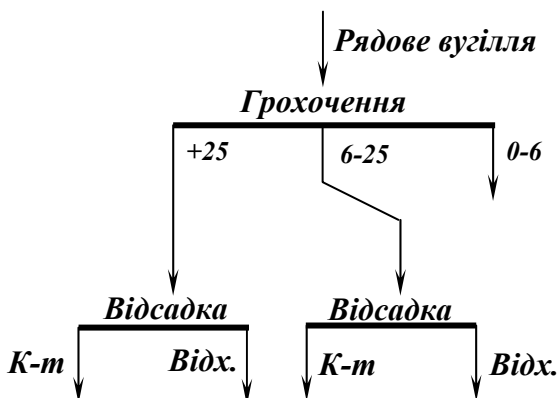 Рядове вугілля
Грохочення
+25
6-25
0-6
Відсадка
Відсадка
К-т
Відх.
К-т
Відх.